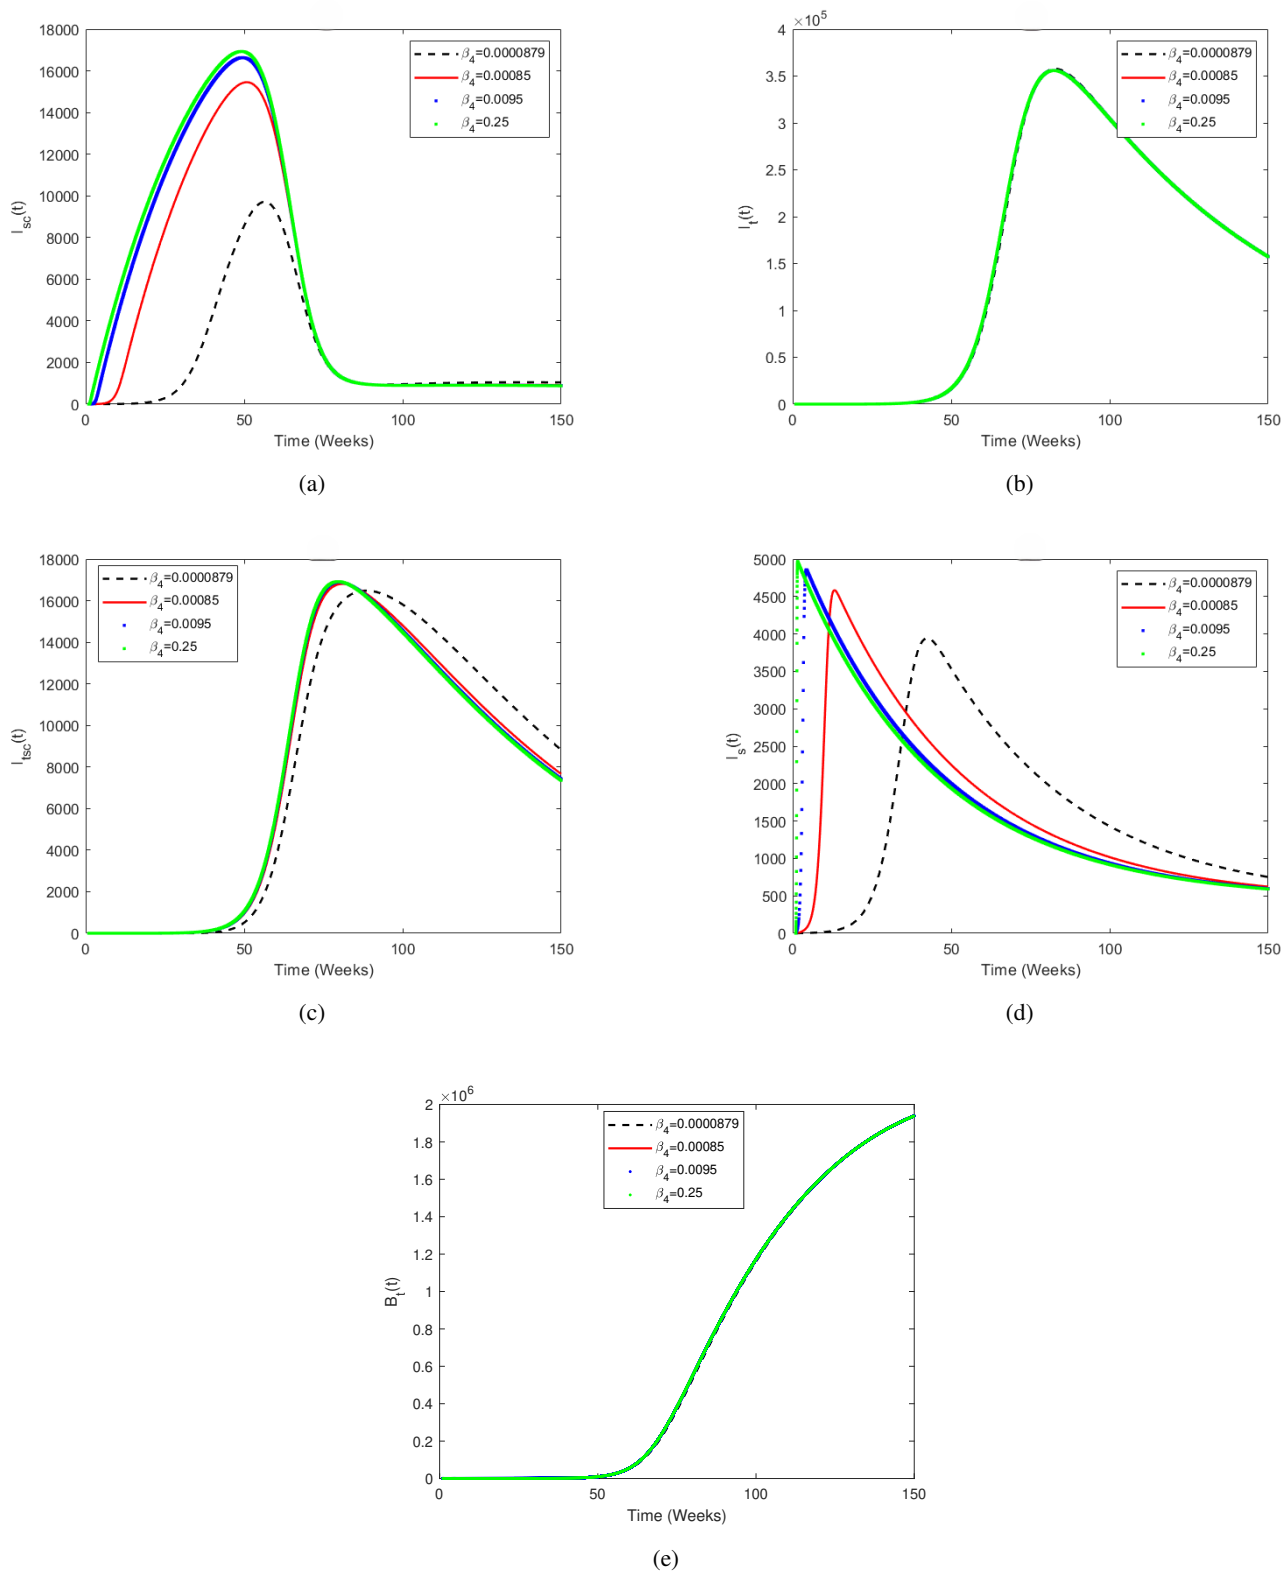 (a)
18000
16000
14000
12000
10000
8000
6000
4000
2000
0
I_sc(t)
β_4=0.0000879
β_4=0.00085
β_4=0.0095
β_4=0.25
0 50 100 150
Time (Weeks)
(a)
×10^5
4
3.5
3
2.5
2
1.5
1
0.5
0
I_t(t)
β_4=0.0000879
β_4=0.00085
β_4=0.0095
β_4=0.25
0 50 100 150
Time (Weeks)
(b)
18000
16000
14000
12000
10000
8000
6000
4000
2000
0
I_tsc(t)
β_4=0.0000879
β_4=0.00085
β_4=0.0095
β_4=0.25
0 50 100 150
Time (Weeks)
(c)
5000
4500
4000
3500
3000
2500
2000
1500
1000
500
0
I_s(t)
β_4=0.0000879
β_4=0.00085
β_4=0.0095
β_4=0.25
0 50 100 150
Time (Weeks)
(d)
×10^6
2
1.8
1.6
1.4
1.2
1
0.8
0.6
0.4
0.2
0
B_t(t)
β_4=0.0000879
β_4=0.00085
β_4=0.0095
β_4=0.25
0 50 100 150
Time (Weeks)
(e)